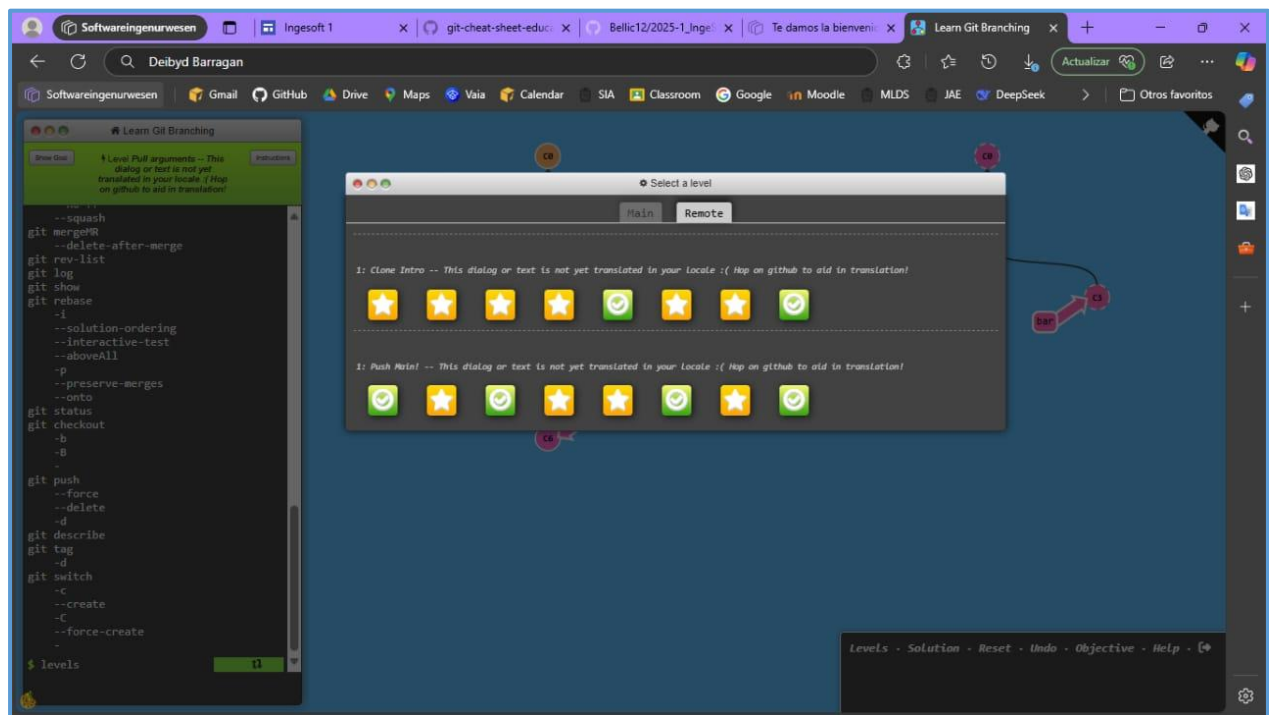 Softwareingenurwesen
Ingesoft 1
git-cheat-sheet-educ
Bellic12/2025-1_Inge
Te damos la bienveni
Learn Git Branching
Deibyd Barragan
Actualizar
Softwareingenurwesen
Gmail
GitHub
Drive
Maps
Vaia
Calendar
SIA
Classroom
Google
Moodle
MLDS
JAE
DeepSeek
Otros favoritos
Learn Git Branching
Show Goal
Level Pull arguments -- This
dialog or text is not yet
translated in your locale :( Hop
on github to aid in translation!
Instructions
--squash
git mergeMR
--delete-after-merge
git rev-list
git log
git show
git rebase
-i
--solution-ordering
--interactive-test
--aboveAll
-p
--preserve-merges
--onto
git status
git checkout
-b
-B
-
git push
--force
--delete
-d
git describe
git tag
-d
git switch
-c
--create
-C
--force-create
-
$ levels
C0
C0
Select a level
Main
Remote
1: Clone Intro -- This dialog or text is not yet translated in your locale :( Hop on github to aid in translation!
1: Push Main! -- This dialog or text is not yet translated in your locale :( Hop on github to aid in translation!
bar
C6
Levels - Solution - Reset - Undo - Objective - Help -